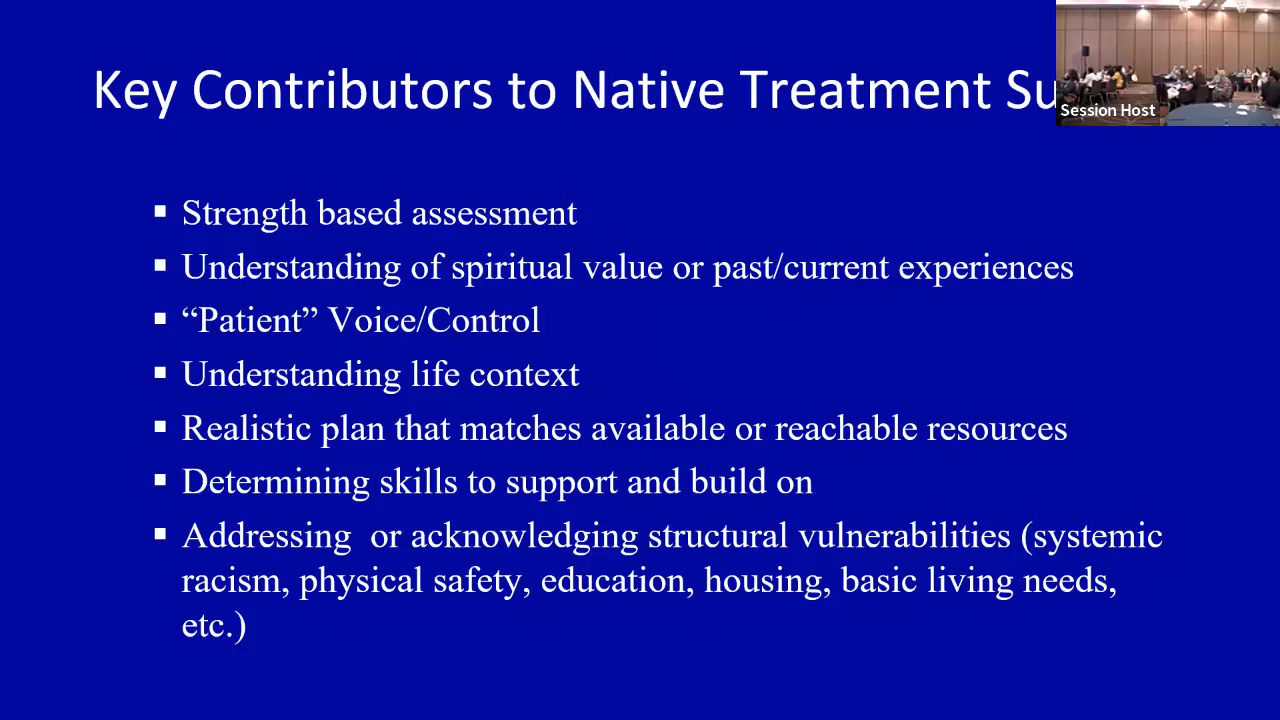 Key Contributors to Native Treatment Su
Session Host
▪ Strength based assessment
▪ Understanding of spiritual value or past/current experiences
▪ “Patient” Voice/Control
▪ Understanding life context
▪ Realistic plan that matches available or reachable resources
▪ Determining skills to support and build on
▪ Addressing  or acknowledging structural vulnerabilities (systemic
racism, physical safety, education, housing, basic living needs,
etc.)